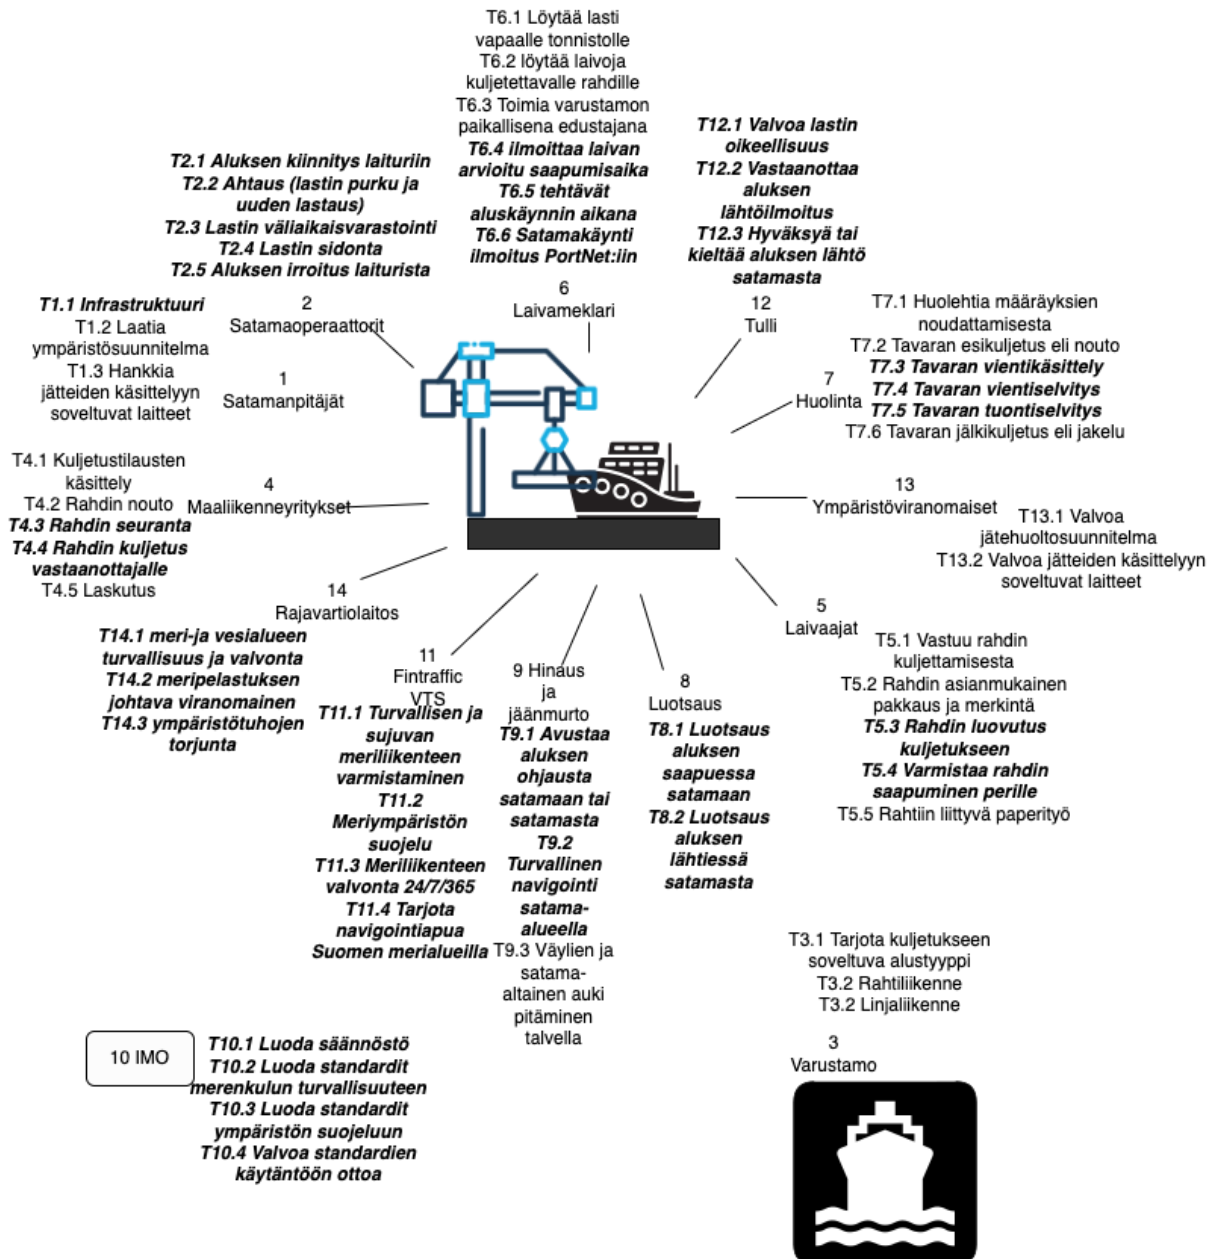 T6.1 Löytää lasti
vapaalle tonnistolle
T6.2 löytää laivoja
kuljetettavalle rahdille
T6.3 Toimia varustamon
paikallisena edustajana
T6.4 ilmoittaa laivan
arvioitu saapumisaika
T6.5 tehtävät
aluskäynnin aikana
T6.6 Satamakäynti
ilmoitus PortNet:iin
6
Laivameklari
T2.1 Aluksen kiinnitys laituriin
T2.2 Ahtaus (lastin purku ja
uuden lastaus)
T2.3 Lastin väliaikaisvarastointi
T2.4 Lastin sidonta
T2.5 Aluksen irroitus laiturista
2
Satamaoperaattorit
T12.1 Valvoa lastin
oikeellisuus
T12.2 Vastaanottaa
aluksen
lähtöilmoitus
T12.3 Hyväksyä tai
kieltää aluksen lähtö
satamasta
12
Tulli
T1.1 Infrastruktuuri
T1.2 Laatia
ympäristösuunnitelma
T1.3 Hankkia
jätteiden käsittelyyn
soveltuvat laitteet
1
Satamanpitäjät
T7.1 Huolehtia määräyksien
noudattamisesta
T7.2 Tavaran esikuljetus eli nouto
T7.3 Tavaran vientikäsittely
T7.4 Tavaran vientiselvitys
T7.5 Tavaran tuontiselvitys
T7.6 Tavaran jälkikuljetus eli jakelu
7
Huolinta
T4.1 Kuljetustilausten
käsittely
T4.2 Rahdin nouto
T4.3 Rahdin seuranta
T4.4 Rahdin kuljetus
vastaanottajalle
T4.5 Laskutus
4
Maaliikenneyritykset
13
Ympäristöviranomaiset
T13.1 Valvoa
jätehuoltosuunnitelma
T13.2 Valvoa jätteiden käsittelyyn
soveltuvat laitteet
14
Rajavartiolaitos
T14.1 meri-ja vesialueen
turvallisuus ja valvonta
T14.2 meripelastuksen
johtava viranomainen
T14.3 ympäristötuhojen
torjunta
11
Fintraffic
VTS
T11.1 Turvallisen ja
sujuvan
meriliikenteen
varmistaminen
T11.2
Meriympäristön
suojelu
T11.3 Meriliikenteen
valvonta 24/7/365
T11.4 Tarjota
navigointiapua
Suomen merialueilla
9 Hinaus
ja
jäänmurto
T9.1 Avustaa
aluksen
ohjausta
satamaan tai
satamasta
T9.2
Turvallinen
navigointi
satama-
alueella
T9.3 Väylien ja
satama-
altainen auki
pitäminen
talvella
8
Luotsaus
T8.1 Luotsaus
aluksen
saapuessa
satamaan
T8.2 Luotsaus
aluksen
lähtiessä
satamasta
5
Laivaajat
T5.1 Vastuu rahdin
kuljettamisesta
T5.2 Rahdin asianmukainen
pakkaus ja merkintä
T5.3 Rahdin luovutus
kuljetukseen
T5.4 Varmistaa rahdin
saapuminen perille
T5.5 Rahtiin liittyvä paperityö
T3.1 Tarjota kuljetukseen
soveltuva alustyyppi
T3.2 Rahtiliikenne
T3.2 Linjaliikenne
3
Varustamo
10 IMO
T10.1 Luoda säännöstö
T10.2 Luoda standardit
merenkulun turvallisuuteen
T10.3 Luoda standardit
ympäristön suojeluun
T10.4 Valvoa standardien
käytäntöön ottoa